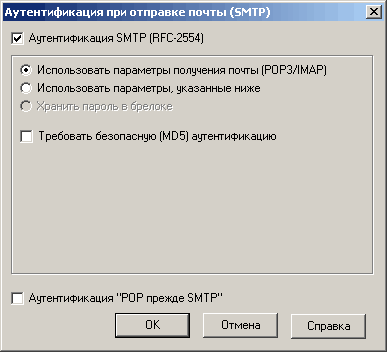 Аутентификация при отправке почты (SMTP)
Аутентификация SMTP (RFC-2554)
Использовать параметры получения почты (POP3/IMAP)
Использовать параметры, указанные ниже
Хранить пароль в брелоке
Требовать безопасную (MD5) аутентификацию
Аутентификация "POP прежде SMTP"
OK Отмена Справка